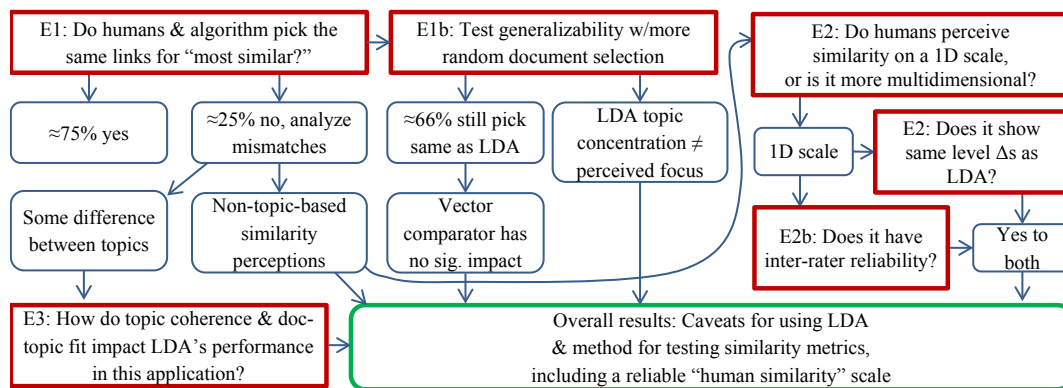 E1: Do humans & algorithm pick the
same links for “most similar?”
E1b: Test generalizability w/more
random document selection
E2: Do humans perceive
similarity on a 1D scale,
or is it more multidimensional?
≈75% yes
≈25% no, analyze
mismatches
≈66% still pick
same as LDA
LDA topic
concentration ≠
perceived focus
1D scale
E2: Does it show
same level Δs as
LDA?
Some difference
between topics
Non-topic-based
similarity
perceptions
Vector
comparator has
no sig. impact
E2b: Does it have
inter-rater reliability?
Yes to
both
E3: How do topic coherence & doc-
topic fit impact LDA’s performance
in this application?
Overall results: Caveats for using LDA
& method for testing similarity metrics,
including a reliable “human similarity” scale